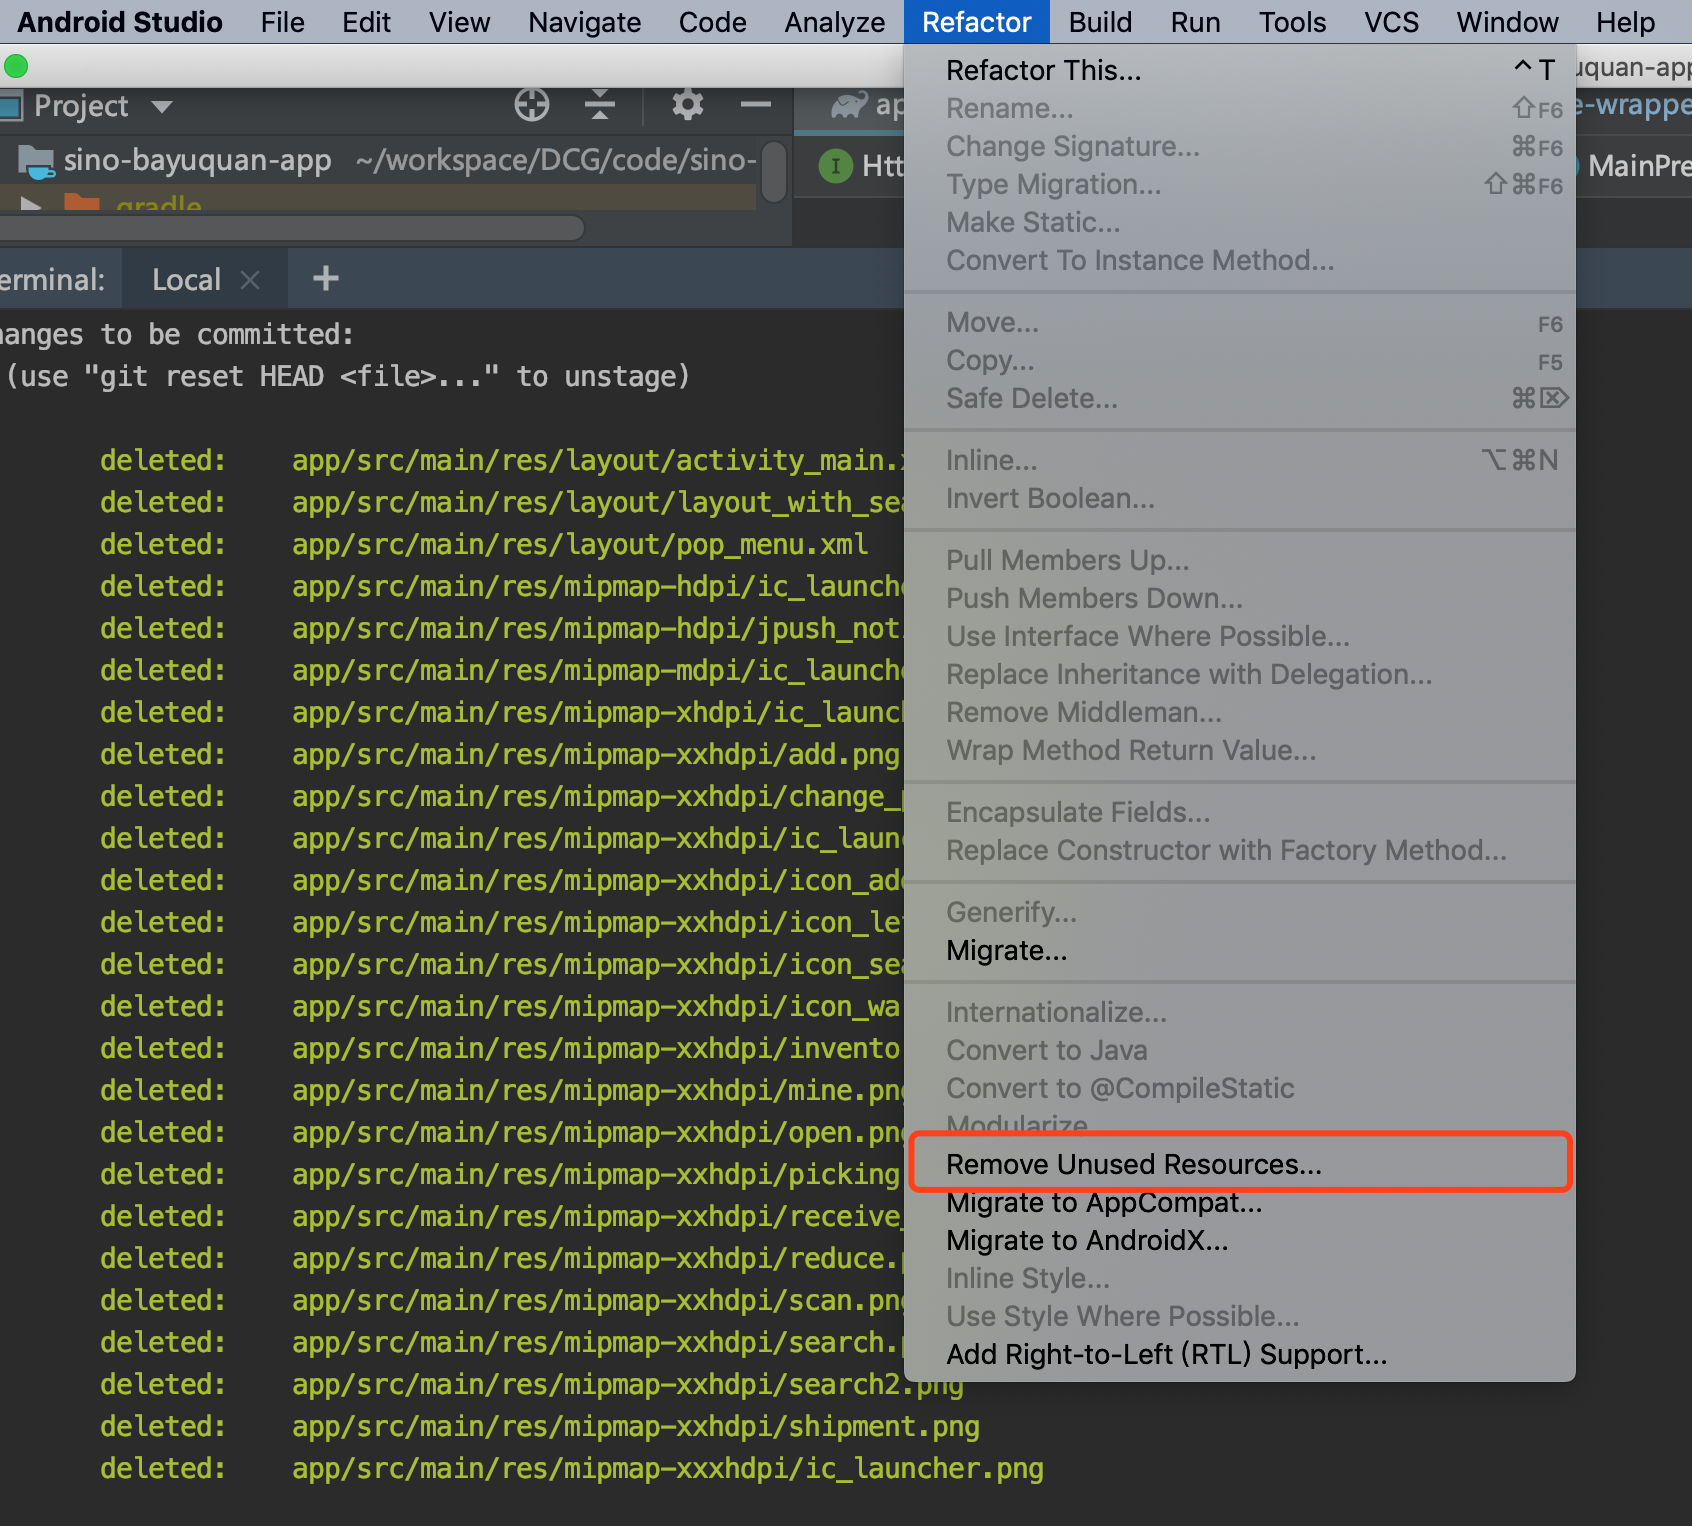 Android Studio File Edit View Navigate Code Analyze Refactor Build Run Tools VCS Window Help
Project
sino-bayuquan-app ~/workspace/DCG/code/sino-
gradle
uquan-app
e-wrappe
Htt
MainPre
erminal: Local × +
hanges to be committed:
(use "git reset HEAD <file>..." to unstage)
deleted: app/src/main/res/layout/activity_main.x
deleted: app/src/main/res/layout/layout_with_sea
deleted: app/src/main/res/layout/pop_menu.xml
deleted: app/src/main/res/mipmap-hdpi/ic_launche
deleted: app/src/main/res/mipmap-hdpi/jpush_not
deleted: app/src/main/res/mipmap-mdpi/ic_launche
deleted: app/src/main/res/mipmap-xhdpi/ic_launch
deleted: app/src/main/res/mipmap-xxhdpi/add.png
deleted: app/src/main/res/mipmap-xxhdpi/change_
deleted: app/src/main/res/mipmap-xxhdpi/ic_laun
deleted: app/src/main/res/mipmap-xxhdpi/icon_add
deleted: app/src/main/res/mipmap-xxhdpi/icon_le
deleted: app/src/main/res/mipmap-xxhdpi/icon_sea
deleted: app/src/main/res/mipmap-xxhdpi/icon_wa
deleted: app/src/main/res/mipmap-xxhdpi/invento
deleted: app/src/main/res/mipmap-xxhdpi/mine.png
deleted: app/src/main/res/mipmap-xxhdpi/open.png
deleted: app/src/main/res/mipmap-xxhdpi/picking
deleted: app/src/main/res/mipmap-xxhdpi/receive_
deleted: app/src/main/res/mipmap-xxhdpi/reduce.p
deleted: app/src/main/res/mipmap-xxhdpi/scan.png
deleted: app/src/main/res/mipmap-xxhdpi/search.p
deleted: app/src/main/res/mipmap-xxhdpi/search2.png
deleted: app/src/main/res/mipmap-xxhdpi/shipment.png
deleted: app/src/main/res/mipmap-xxxhdpi/ic_launcher.png
Refactor This... ^T
Rename... ⇧F6
Change Signature... ⌘F6
Type Migration... ⇧⌘F6
Make Static...
Convert To Instance Method...
Move... F6
Copy... F5
Safe Delete... ⌘⌦
Inline... ⌥⌘N
Invert Boolean...
Pull Members Up...
Push Members Down...
Use Interface Where Possible...
Replace Inheritance with Delegation...
Remove Middleman...
Wrap Method Return Value...
Encapsulate Fields...
Replace Constructor with Factory Method...
Generify...
Migrate...
Internationalize...
Convert to Java
Convert to @CompileStatic
Modularize
Remove Unused Resources...
Migrate to AppCompat...
Migrate to AndroidX...
Inline Style...
Use Style Where Possible...
Add Right-to-Left (RTL) Support...